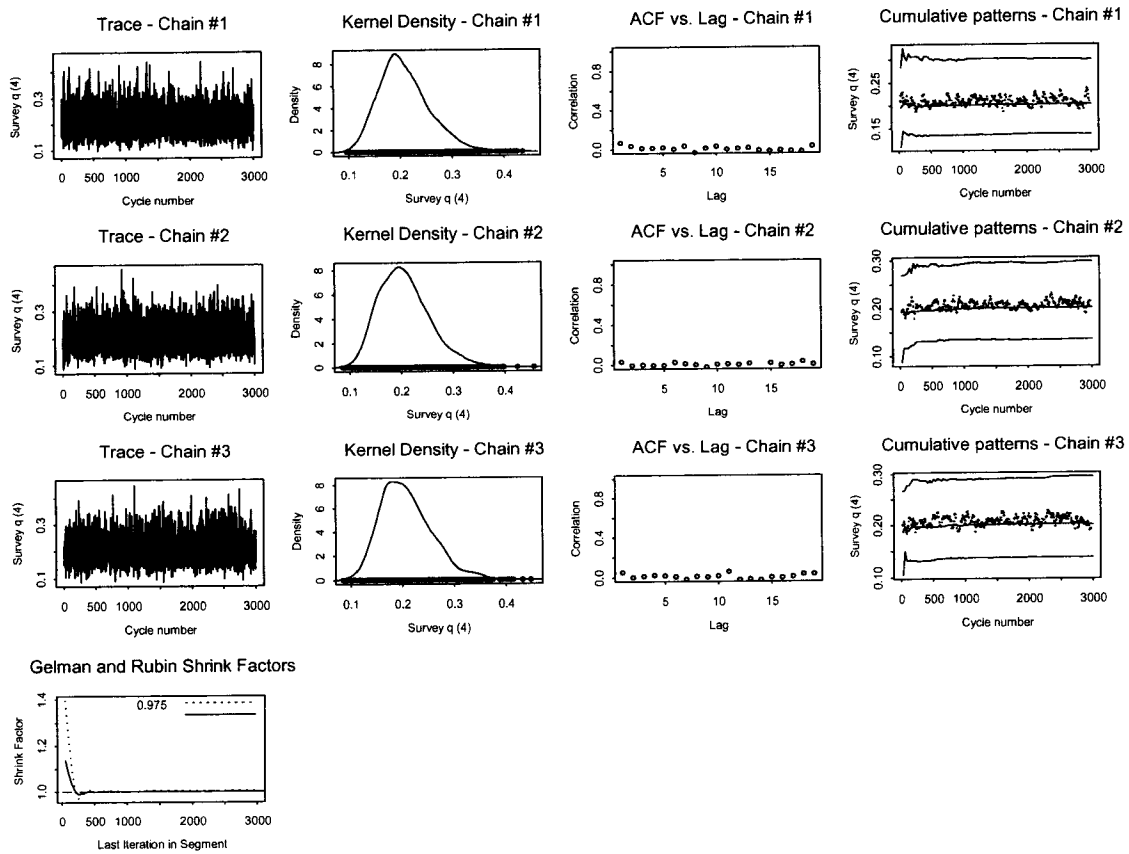 Trace - Chain #1
Survey q (4)
0.3
0.1
0 500 1000 2000 3000
Cycle number
Kernel Density - Chain #1
Density
8
6
4
2
0
0.1 0.2 0.3 0.4
Survey q (4)
ACF vs. Lag - Chain #1
Correlation
0.8
0.4
0.0
5 10 15
Lag
Cumulative patterns - Chain #1
Survey q (4)
0.25
0.15
0 500 1000 2000 3000
Cycle number
Trace - Chain #2
Survey q (4)
0.3
0.1
0 500 1000 2000 3000
Cycle number
Kernel Density - Chain #2
Density
8
6
4
2
0
0.1 0.2 0.3 0.4
Survey q (4)
ACF vs. Lag - Chain #2
Correlation
0.8
0.4
0.0
5 10 15
Lag
Cumulative patterns - Chain #2
Survey q (4)
0.30
0.20
0.10
0 500 1000 2000 3000
Cycle number
Trace - Chain #3
Survey q (4)
0.3
0.1
0 500 1000 2000 3000
Cycle number
Kernel Density - Chain #3
Density
8
6
4
2
0
0.1 0.2 0.3 0.4
Survey q (4)
ACF vs. Lag - Chain #3
Correlation
0.8
0.4
0.0
5 10 15
Lag
Cumulative patterns - Chain #3
Survey q (4)
0.30
0.20
0.10
0 500 1000 2000 3000
Cycle number
Gelman and Rubin Shrink Factors
Shrink Factor
1.4
1.2
1.0
0.975
0 500 1000 2000 3000
Last Iteration in Segment